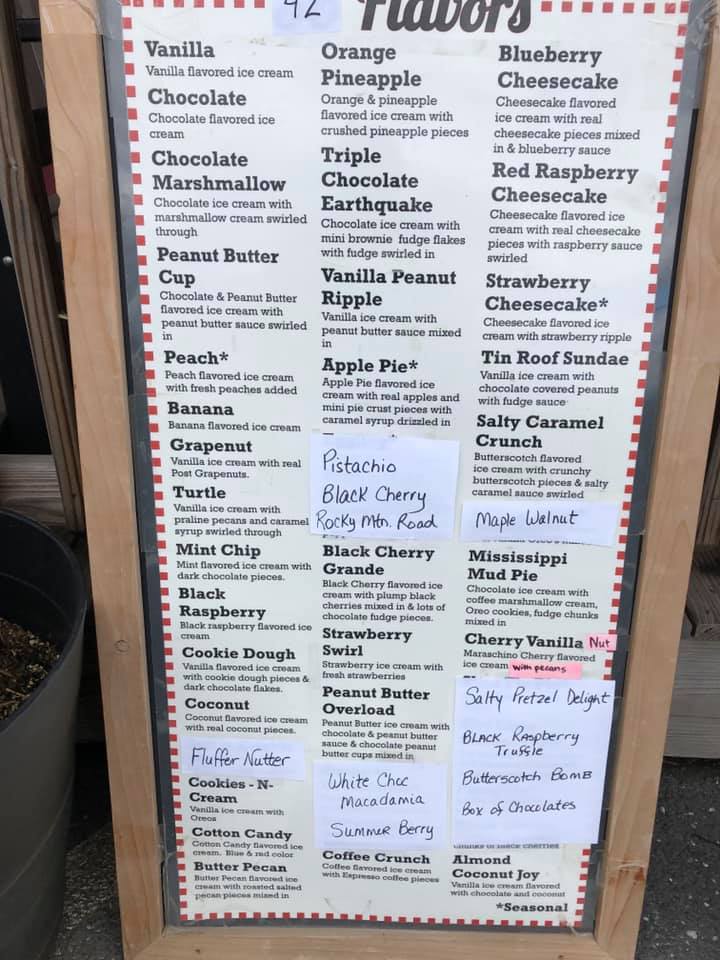 42 Flavors
Vanilla
Vanilla flavored ice cream
Chocolate
Chocolate flavored ice
cream
Chocolate
Marshmallow
Chocolate ice cream with
marshmallow cream swirled
through
Peanut Butter
Cup
Chocolate & Peanut Butter
flavored ice cream with
peanut butter sauce swirled
in
Peach*
Peach flavored ice cream
with fresh peaches added
Banana
Banana flavored ice cream
Grapenut
Vanilla ice cream with real
Post Grapenuts.
Turtle
Vanilla ice cream with
praline pecans and caramel
syrup swirled through
Mint Chip
Mint flavored ice cream with
dark chocolate pieces.
Black
Raspberry
Black raspberry flavored ice
cream
Cookie Dough
Vanilla flavored ice cream
with cookie dough pieces &
dark chocolate flakes.
Coconut
Coconut flavored ice cream
with real coconut pieces.
Fluffer Nutter
Cookies - N-
Cream
Vanilla ice cream with
Oreos
Cotton Candy
Cotton Candy flavored ice
cream. Blue & red color
Butter Pecan
Butter Pecan flavored ice
cream with roasted salted
pecan pieces mixed in
Orange
Pineapple
Orange & pineapple
flavored ice cream with
crushed pineapple pieces
Triple
Chocolate
Earthquake
Chocolate ice cream with
mini brownie fudge flakes
with fudge swirled in
Vanilla Peanut
Ripple
Vanilla ice cream with
peanut butter sauce mixed
in
Apple Pie*
Apple Pie flavored ice
cream with real apples and
mini pie crust pieces with
caramel syrup drizzled in
Pistachio
Black Cherry
Rocky Mtn. Road
Black Cherry
Grande
Black Cherry flavored ice
cream with plump black
cherries mixed in & lots of
chocolate fudge pieces.
Strawberry
Swirl
Strawberry ice cream with
fresh strawberries
Peanut Butter
Overload
Peanut Butter ice cream with
chocolate & peanut butter
sauce & chocolate peanut
butter cups mixed in
White Choc
Macadamia
Summer Berry
Coffee Crunch
Coffee flavored ice cream
with Espresso coffee pieces
Blueberry
Cheesecake
Cheesecake flavored
ice cream with real
cheesecake pieces mixed
in & blueberry sauce
Red Raspberry
Cheesecake
Cheesecake flavored ice
cream with real cheesecake
pieces with raspberry sauce
swirled
Strawberry
Cheesecake*
Cheesecake flavored ice
cream with strawberry ripple
Tin Roof Sundae
Vanilla ice cream with
chocolate covered peanuts
with fudge sauce
Salty Caramel
Crunch
Butterscotch flavored
ice cream with crunchy
butterscotch pieces & salty
caramel sauce swirled
Maple Walnut
Mississippi
Mud Pie
Chocolate ice cream with
coffee marshmallow cream,
Oreo cookies, fudge chunks
mixed in
Cherry Vanilla Nut
Maraschino Cherry flavored
ice cream with pecans
Salty Pretzel Delight
Black Raspberry
Truffle
Butterscotch Bomb
Box of Chocolates
chunks of black cherries
Almond
Coconut Joy
Vanilla ice cream flavored
with chocolate and coconut
*Seasonal